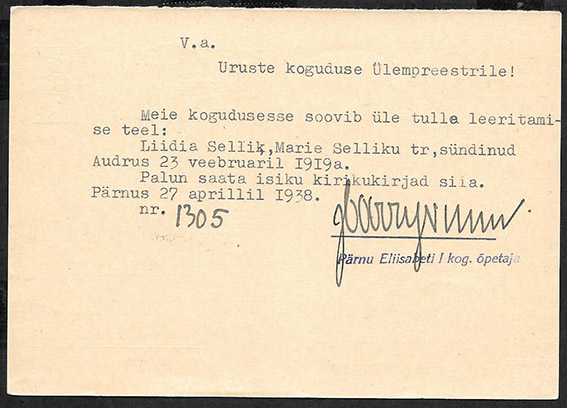 V.a.
Uruste koguduse Ülempreestrile!
Meie kogudusesse soovib üle tulla leeritami-
se teel:
Liidia Sellik,Marie Selliku tr,sündinud
Audrus 23 veebruaril 1919a.
Palun saata isiku kirikukirjad siia.
Pärnus 27 aprillil 1938.
nr. 1305
Pärnu Eliisabeti I kog. õpetaja